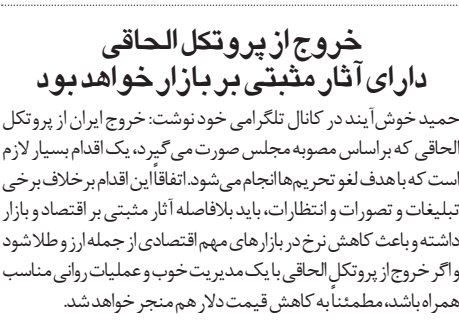 خروج از پروتکل الحاقی
دارای آثار مثبتی بر بازار خواهد بود
حمید خوش‌آیند در کانال تلگرامی خود نوشت: خروج ایران از پروتکل
الحاقی که براساس مصوبه مجلس صورت می‌گیرد، یک اقدام بسیار لازم
است که با هدف لغو تحریم‌ها انجام می‌شود. اتفاقاً این اقدام برخلاف برخی
تبلیغات و تصورات و انتظارات، باید بلافاصله آثار مثبتی بر اقتصاد و بازار
داشته و باعث کاهش نرخ در بازارهای مهم اقتصادی از جمله ارز و طلا شود
و اگر خروج از پروتکل الحاقی با یک مدیریت خوب و عملیات روانی مناسب
همراه باشد، مطمئناً به کاهش قیمت دلار هم منجر خواهد شد.